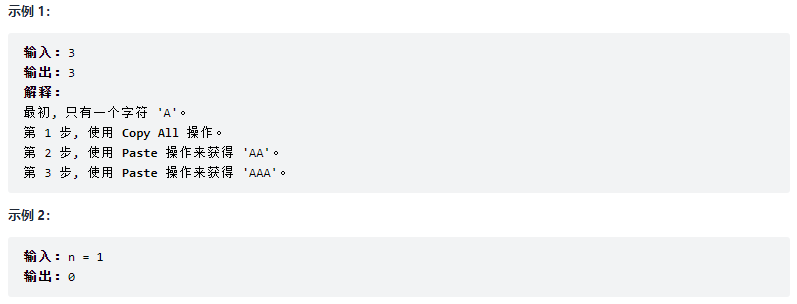 示例 1:
输入: 3
输出: 3
解释:
最初, 只有一个字符 'A'。
第 1 步, 使用 Copy All 操作。
第 2 步, 使用 Paste 操作来获得 'AA'。
第 3 步, 使用 Paste 操作来获得 'AAA'。
示例 2:
输入: n = 1
输出: 0